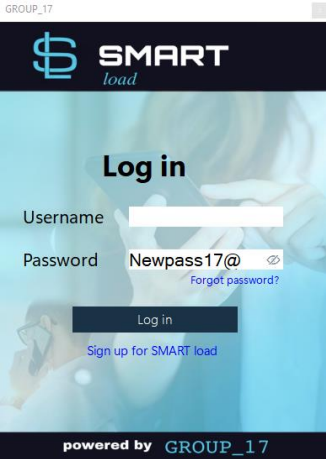 GROUP_17
SMART
load
Log in
Username
Password Newpass17@
Forgot password?
Log in
Sign up for SMART load
powered by GROUP_17